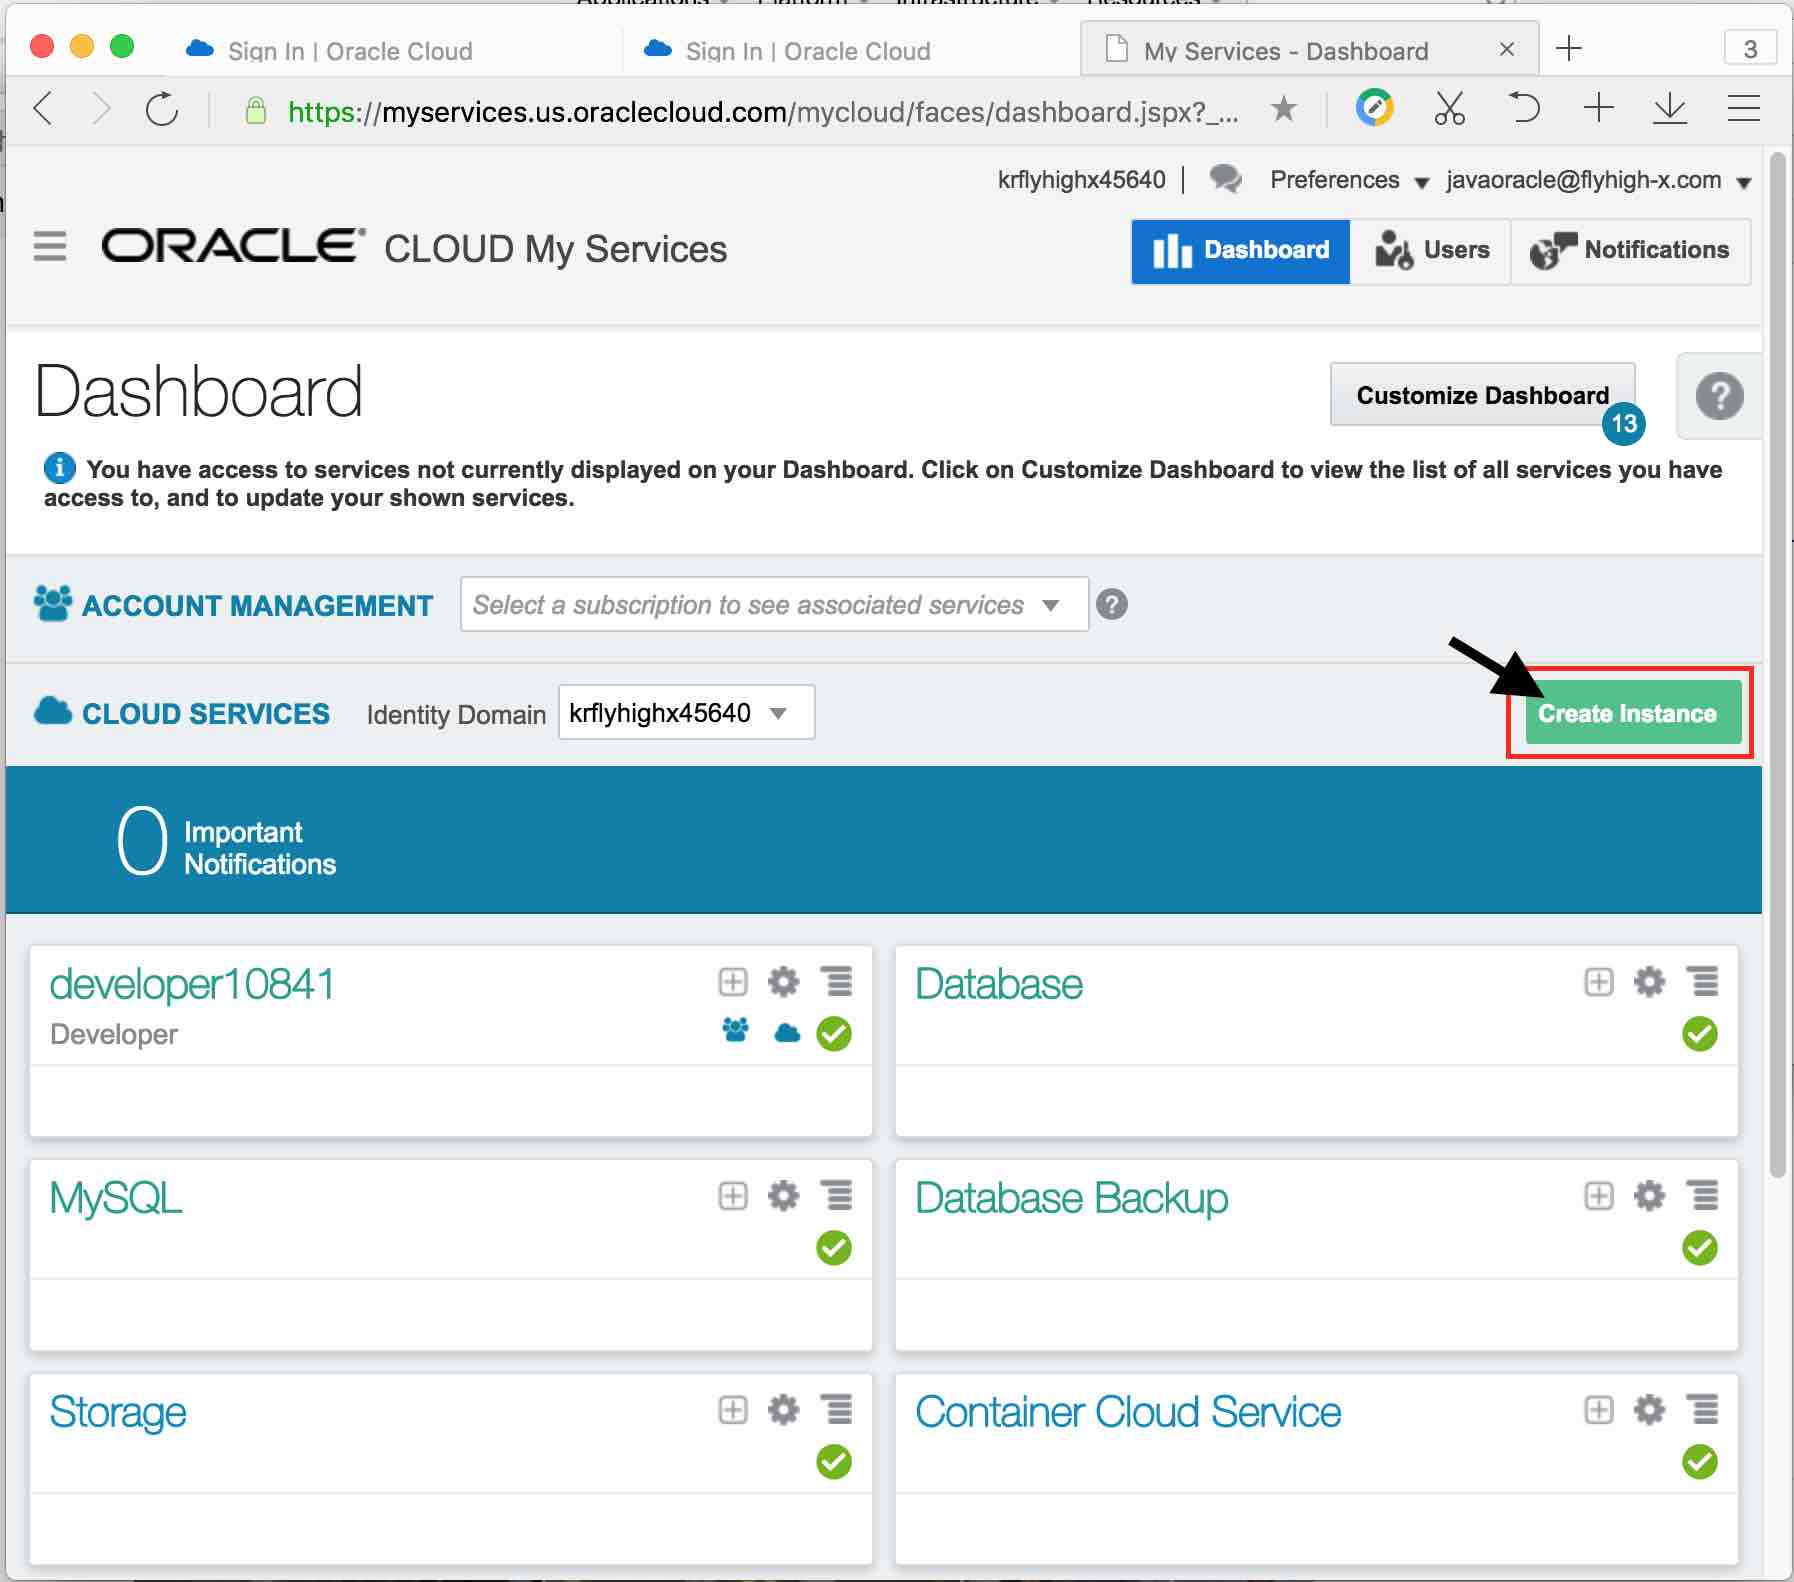 Applications Platform Infrastructure Resources
Sign In | Oracle Cloud
Sign In | Oracle Cloud
My Services - Dashboard
3
https://myservices.us.oraclecloud.com/mycloud/faces/dashboard.jspx?_...
krflyhighx45640 | Preferences javaoracle@flyhigh-x.com
ORACLE CLOUD My Services
Dashboard Users Notifications
Dashboard
Customize Dashboard
13
?
i You have access to services not currently displayed on your Dashboard. Click on Customize Dashboard to view the list of all services you have
access to, and to update your shown services.
ACCOUNT MANAGEMENT Select a subscription to see associated services ?
CLOUD SERVICES Identity Domain krflyhighx45640 Create Instance
0 Important
Notifications
developer10841
Developer
Database
MySQL
Database Backup
Storage
Container Cloud Service